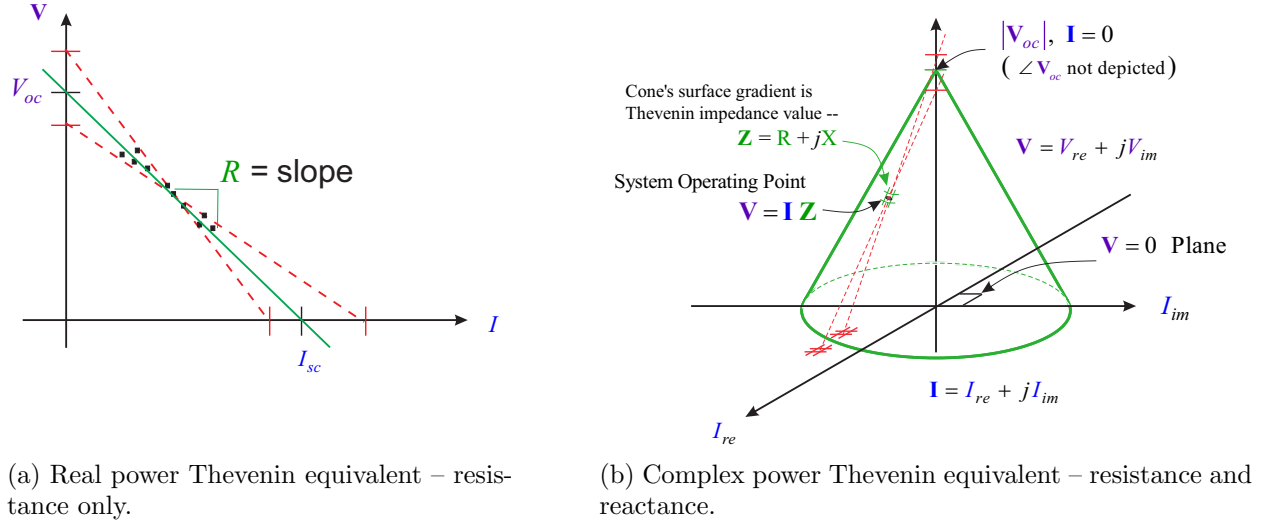 V
V_oc
R = slope
I
I_sc
(a) Real power Thevenin equivalent – resis-
tance only.
|V_oc|, I = 0
( ∠V_oc not depicted)
Cone's surface gradient is
Thevenin impedance value --
Z = R + jX
V = V_re + jV_im
System Operating Point
V = I Z
V = 0 Plane
I_im
I = I_re + jI_im
I_re
(b) Complex power Thevenin equivalent – resistance and
reactance.